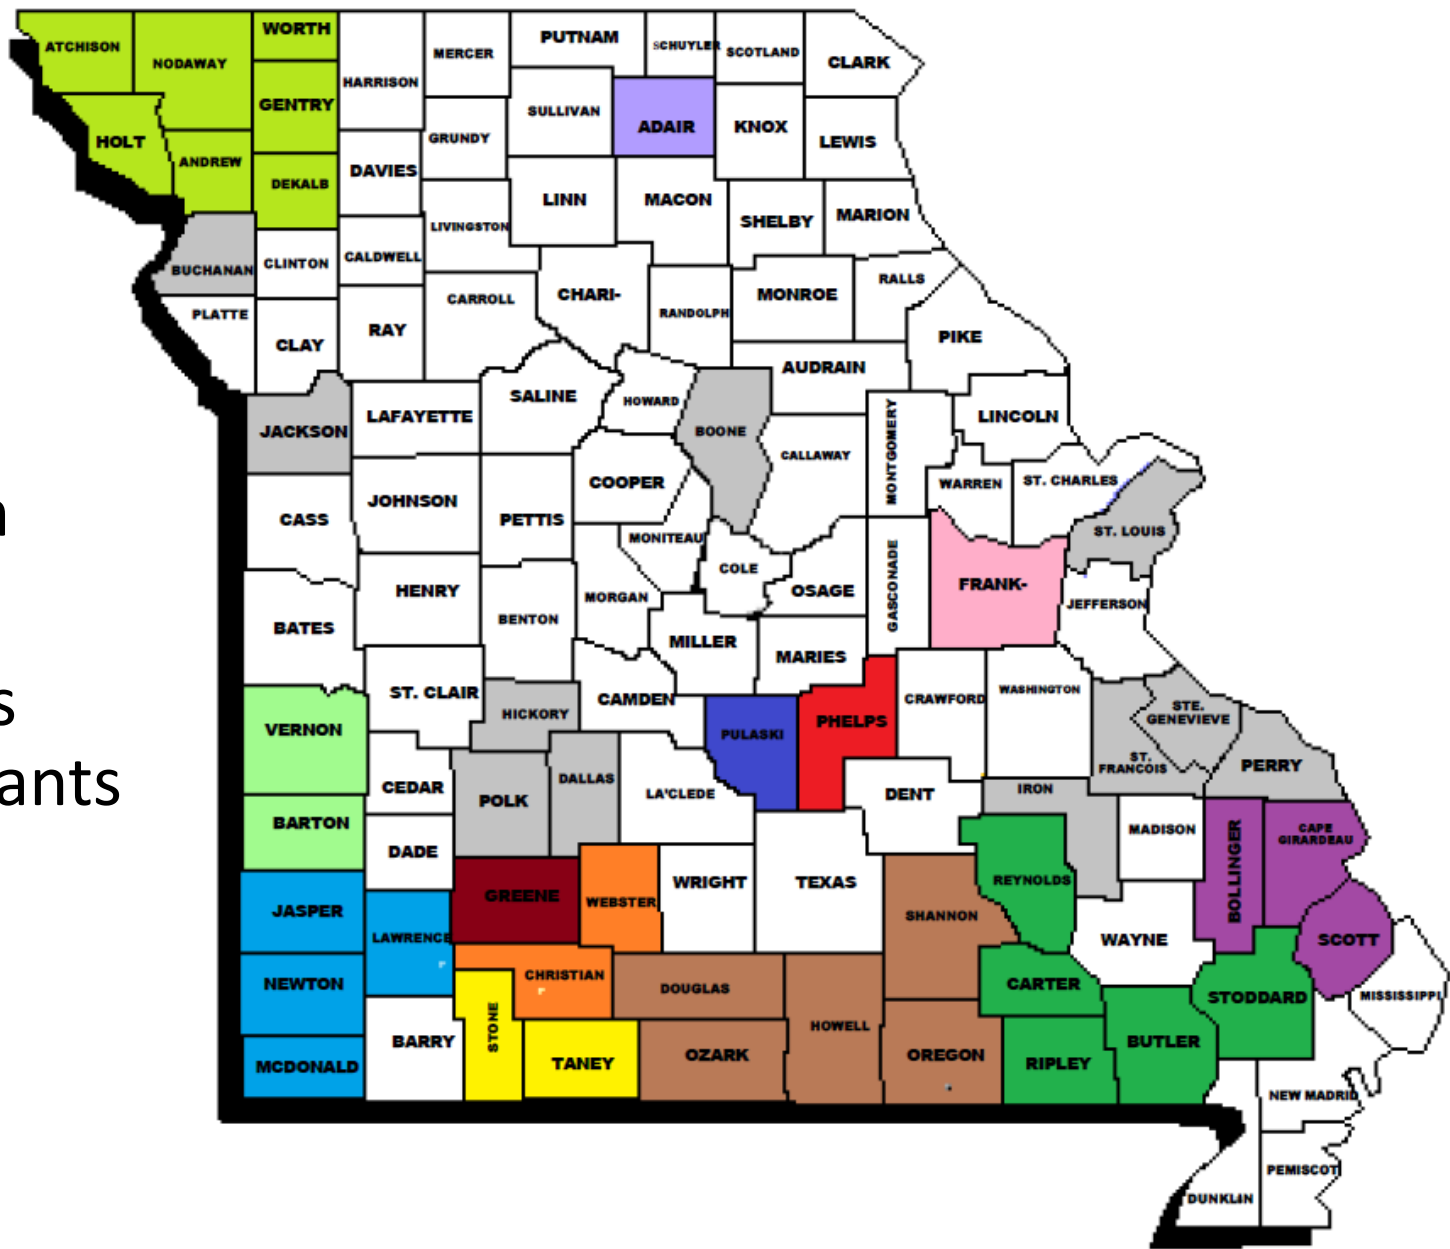 WORTH
ATCHISON
NODAWAY
HARRISON
MERCER
PUTNAM
SCHUYLER
SCOTLAND
CLARK
GENTRY
HOLT
ANDREW
DEKALB
DAVIES
GRUNDY
SULLIVAN
ADAIR
KNOX
LEWIS
LINN
MACON
SHELBY
MARION
LIVINGSTON
BUCHANAN
CLINTON
CALDWELL
CARROLL
CHARI-
RANDOLPH
MONROE
RALLS
PLATTE
CLAY
RAY
PIKE
AUDRAIN
SALINE
HOWARD
JACKSON
LAFAYETTE
BOONE
CALLAWAY
MONTGOMERY
LINCOLN
COOPER
WARREN
ST. CHARLES
CASS
JOHNSON
PETTIS
MONITEAU
COLE
ST. LOUIS
n
HENRY
MORGAN
OSAGE
GASCONADE
FRANK-
JEFFERSON
BATES
BENTON
MILLER
MARIES
ST. CLAIR
CAMDEN
CRAWFORD
WASHINGTON
s
VERNON
HICKORY
PULASKI
PHELPS
STE.
GENEVIEVE
ST.
FRANCOIS
PERRY
ants
CEDAR
POLK
DALLAS
LA'CLEDE
DENT
IRON
BARTON
DADE
MADISON
BOLLINGER
CAPE
GIRARDEAU
JASPER
GREENE
WEBSTER
WRIGHT
TEXAS
REYNOLDS
LAWRENCE
SHANNON
WAYNE
SCOTT
NEWTON
CHRISTIAN
DOUGLAS
CARTER
STODDARD
MISSISSIPPI
MCDONALD
BARRY
STONE
TANEY
OZARK
HOWELL
OREGON
RIPLEY
BUTLER
NEW MADRID
PEMISCOT
DUNKLIN